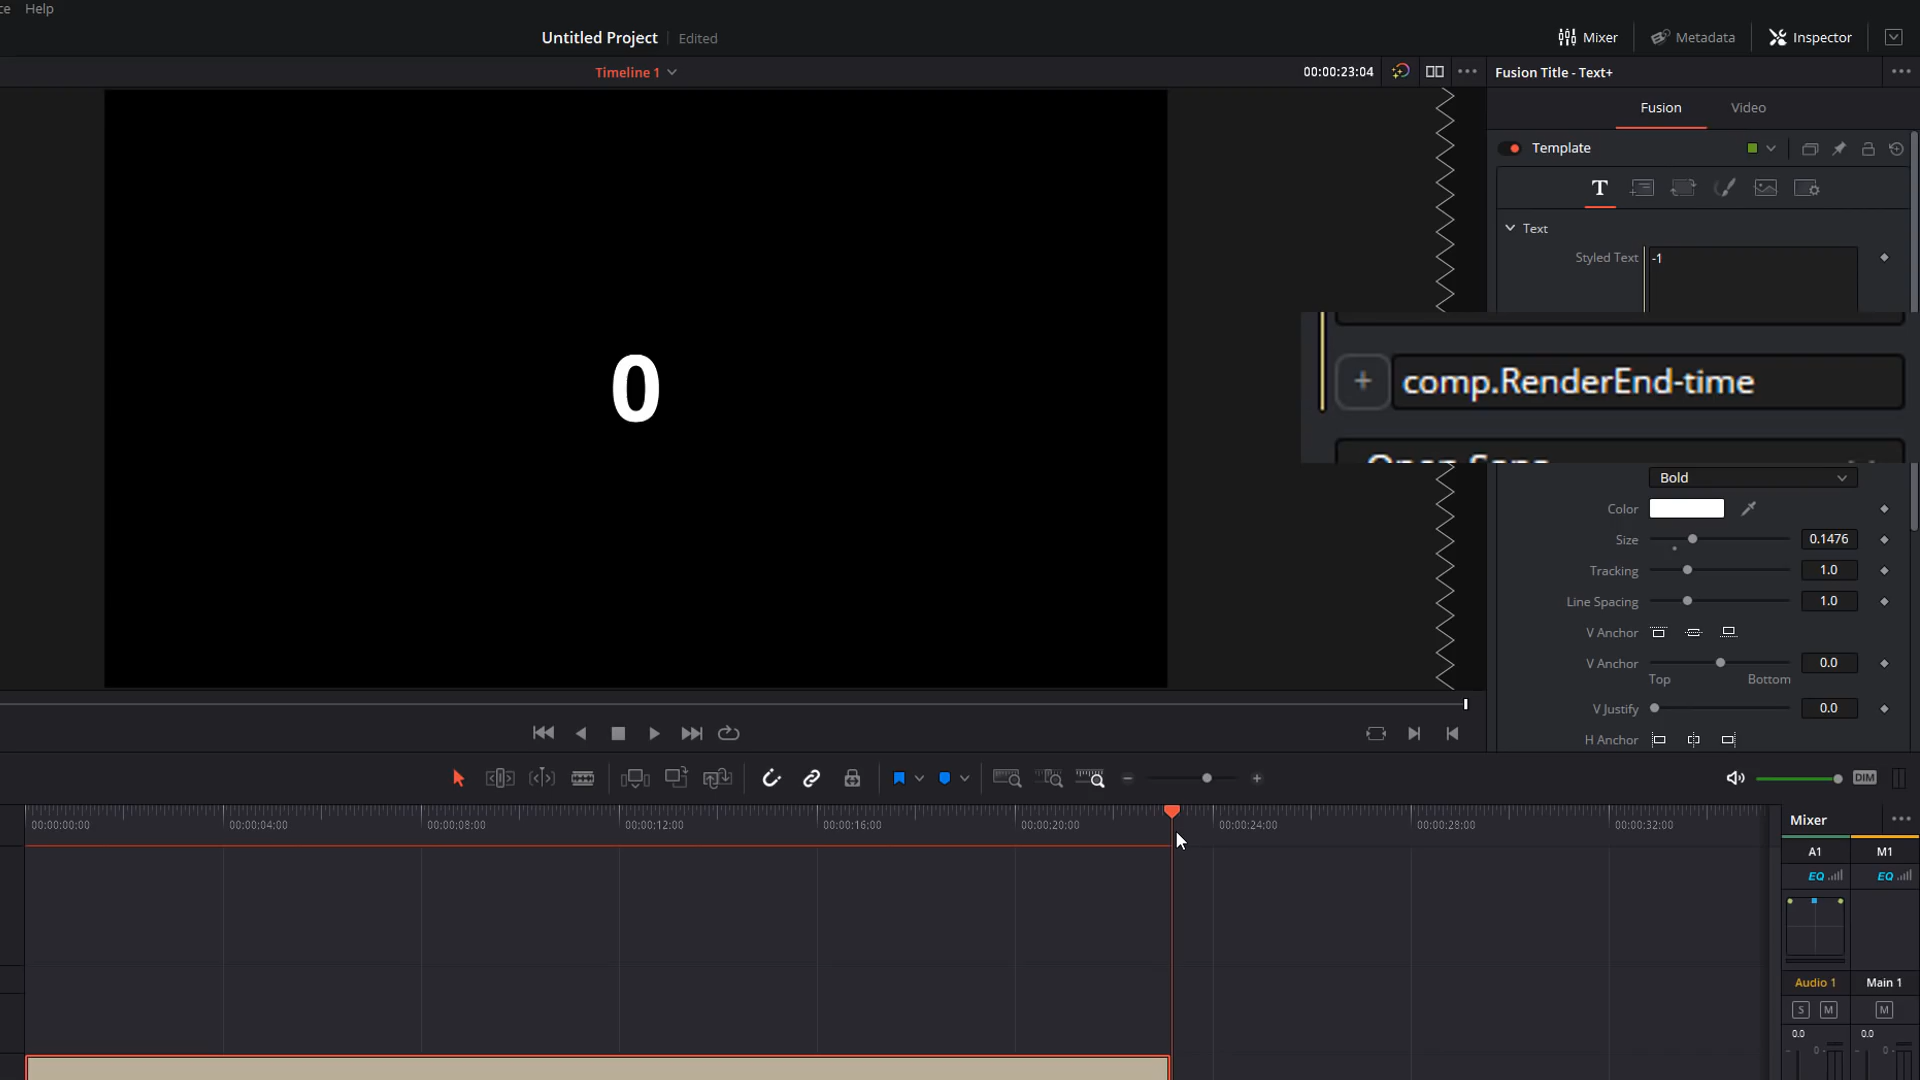 ce Help
Untitled Project Edited
Mixer Metadata Inspector
Timeline 1 00:00:23:04
Fusion Title - Text+
Fusion Video
Template
T
Text
Styled Text -1
0
comp.RenderEnd-time
Open Sans
Bold
Color
Size 0.1476
Tracking 1.0
Line Spacing 1.0
V Anchor
V Anchor 0.0
Top Bottom
V Justify 0.0
H Anchor
DIM
00:00:00:00 00:00:04:00 00:00:08:00 00:00:12:00 00:00:16:00 00:00:20:00 00:00:24:00 00:00:28:00 00:00:32:00
Mixer
A1 M1
EQ EQ
Audio 1 Main 1
S M M
0.0 0.0
0 0